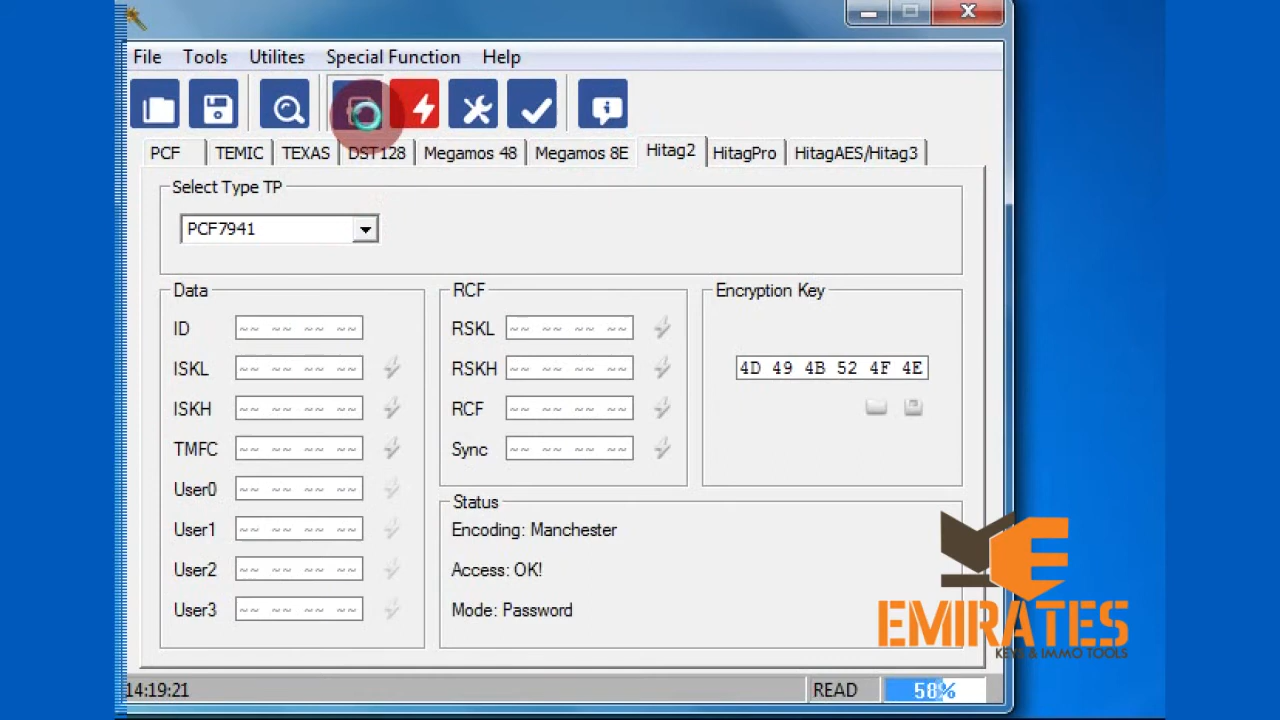 File Tools Utilites Special Function Help
PCF TEMIC TEXAS DST128 Megamos 48 Megamos 8E Hitag2 HitagPro HitagAES/Hitag3
Select Type TP
PCF7941
Data
ID ~~ ~~ ~~ ~~
ISKL ~~ ~~ ~~ ~~
ISKH ~~ ~~ ~~ ~~
TMFC ~~ ~~ ~~ ~~
User0 ~~ ~~ ~~ ~~
User1 ~~ ~~ ~~ ~~
User2 ~~ ~~ ~~ ~~
User3 ~~ ~~ ~~ ~~
RCF
RSKL ~~ ~~ ~~ ~~
RSKH ~~ ~~ ~~ ~~
RCF ~~ ~~ ~~ ~~
Sync ~~ ~~ ~~ ~~
Encryption Key
4D 49 4B 52 4F 4E
Status
Encoding: Manchester
Access: OK!
Mode: Password
14:19:21 READ 58%
EMIRATES
KEYS & IMMO TOOLS